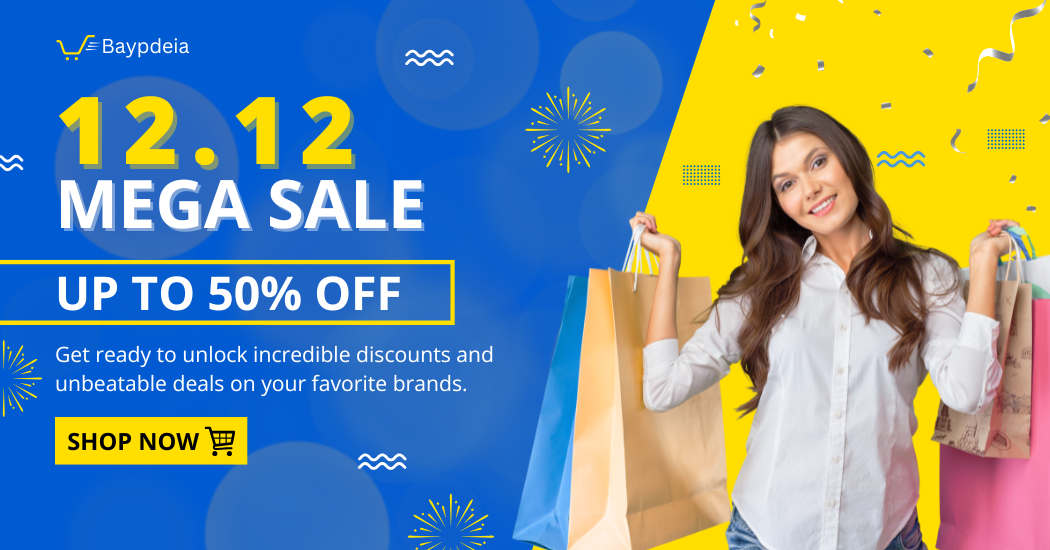 Baypdeia
12.12
MEGA SALE
UP TO 50% OFF
Get ready to unlock incredible discounts and
unbeatable deals on your favorite brands.
SHOP NOW